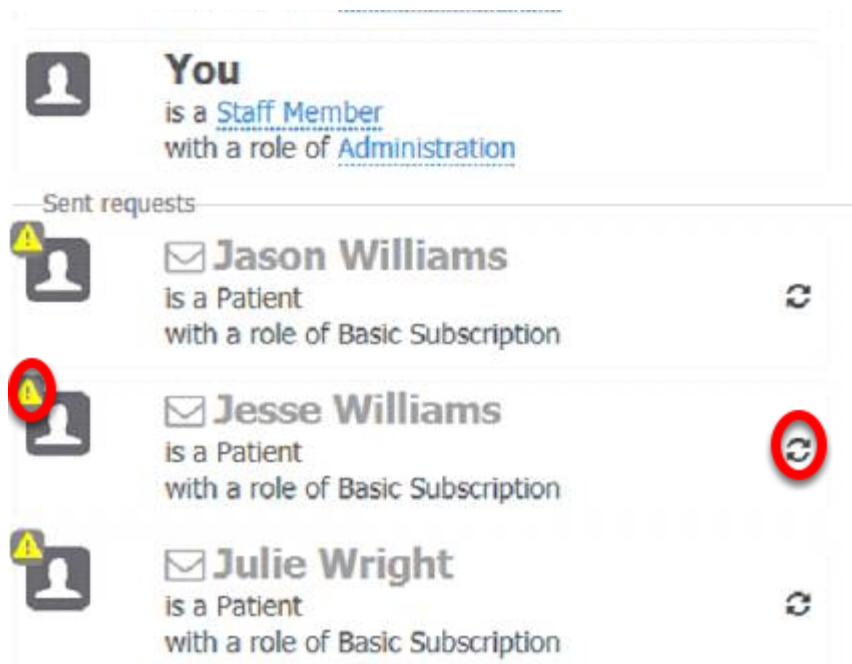 You
is a Staff Member
with a role of Administration
Sent requests
Jason Williams
is a Patient
with a role of Basic Subscription
Jesse Williams
is a Patient
with a role of Basic Subscription
Julie Wright
is a Patient
with a role of Basic Subscription